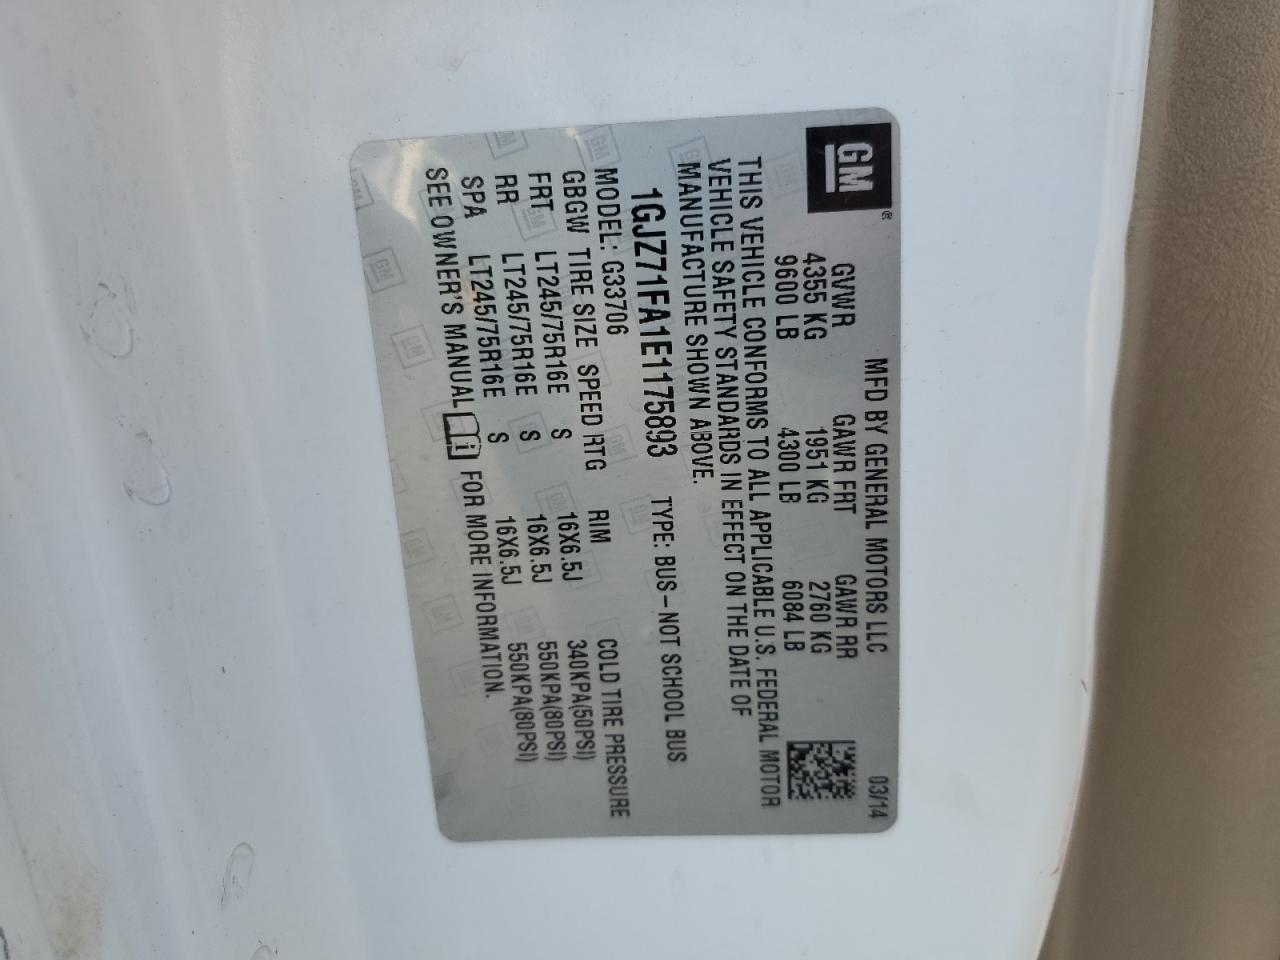 GM®
MFD BY GENERAL MOTORS LLC 03/14
GVWR GAWR FRT GAWR RR
4355 KG 1951 KG 2760 KG
9600 LB 4300 LB 6084 LB
THIS VEHICLE CONFORMS TO ALL APPLICABLE U.S. FEDERAL MOTOR
VEHICLE SAFETY STANDARDS IN EFFECT ON THE DATE OF
MANUFACTURE SHOWN ABOVE.
1GJZ71FA1E1175893 TYPE: BUS–NOT SCHOOL BUS
MODEL: G33706
GBGW TIRE SIZE SPEED RTG RIM COLD TIRE PRESSURE
FRT LT245/75R16E S 16X6.5J 340KPA(50PSI)
RR LT245/75R16E S 16X6.5J 550KPA(80PSI)
SPA LT245/75R16E S 16X6.5J 550KPA(80PSI)
SEE OWNER'S MANUAL i FOR MORE INFORMATION.